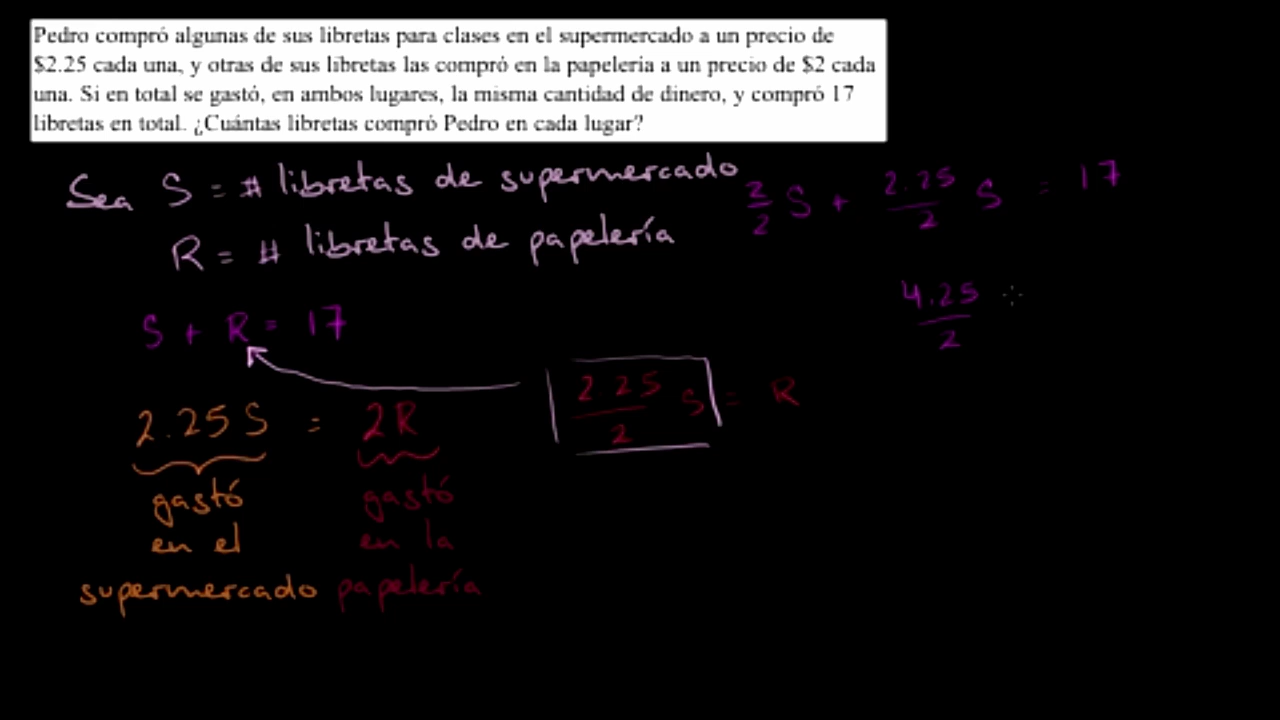 Pedro compró algunas de sus libretas para clases en el supermercado a un precio de
$2.25 cada una, y otras de sus libretas las compró en la papeleria a un precio de $2 cada
una. Si en total se gastó, en ambos lugares, la misma cantidad de dinero, y compró 17
libretas en total. ¿Cuántas libretas compró Pedro en cada lugar?
Sea S = # libretas de supermercado
R = # libretas de papelería
2/2 S + 2.25/2 S = 17
4.25/2
S + R = 17
2.25/2 S = R
2.25 S = 2R
gastó gastó
en el en la
supermercado papelería